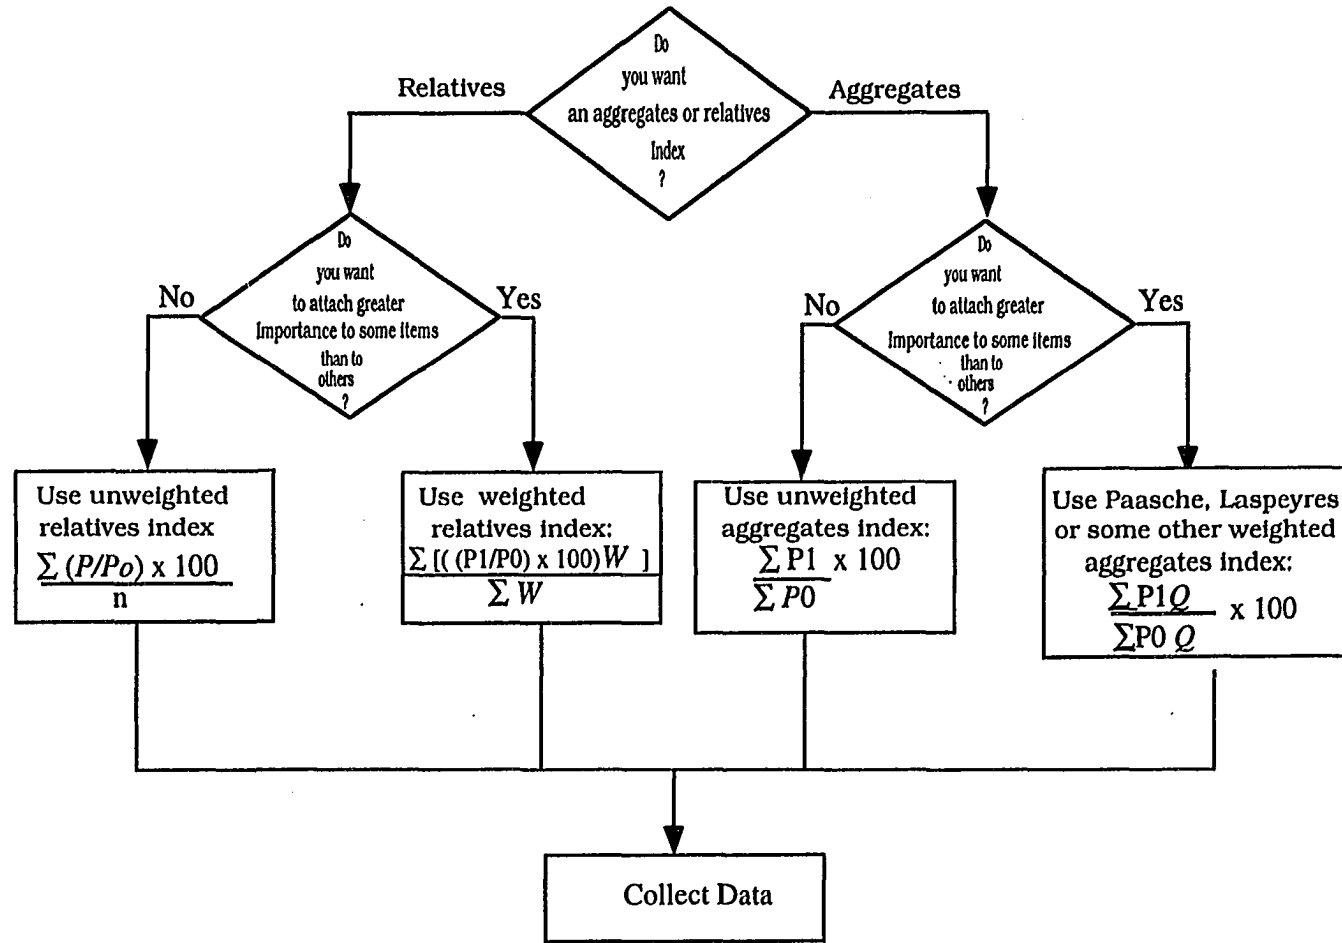 Do
you want
an aggregates or relatives
Index
?
Relatives
Aggregates
Do
you want
to attach greater
Importance to some items
than to
others
?
No
Yes
Do
you want
to attach greater
Importance to some items
than to
others
?
No
Yes
Use unweighted
relatives index
∑ (P/Po) x 100
n
Use weighted
relatives index:
∑ [( (P1/P0) x 100)W ]
∑ W
Use unweighted
aggregates index:
∑ P1 x 100
∑ P0
Use Paasche, Laspeyres
or some other weighted
aggregates index:
∑ P1Q x 100
∑P0 Q
Collect Data